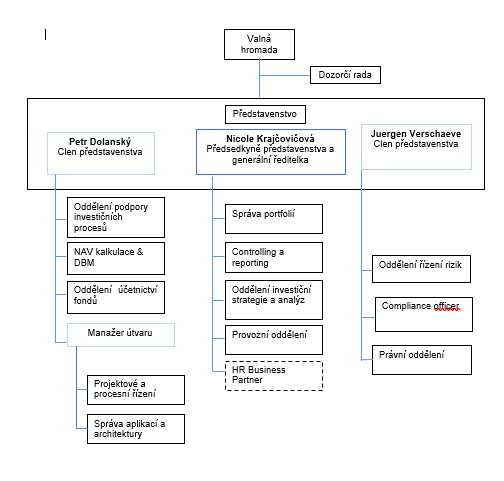 Valná
hromada
Dozorčí rada
Představenstvo
Petr Dolanský
Clen představenstva
Nicole Krajčovičová
Předsedkyně představenstva a
generální ředitelka
Juergen Verschaeve
Clen představenstva
Oddělení podpory
investičních
procesů
NAV kalkulace &
DBM
Oddělení účetnictví
fondů
Manažer útvaru
Projektové a
procesní řízení
Správa aplikací a
architektury
Správa portfolií
Controlling a
reporting
Oddělení investiční
strategie a analýz
Provozní oddělení
HR Business
Partner
Oddělení řízení rizik
Compliance officer
Právní oddělení